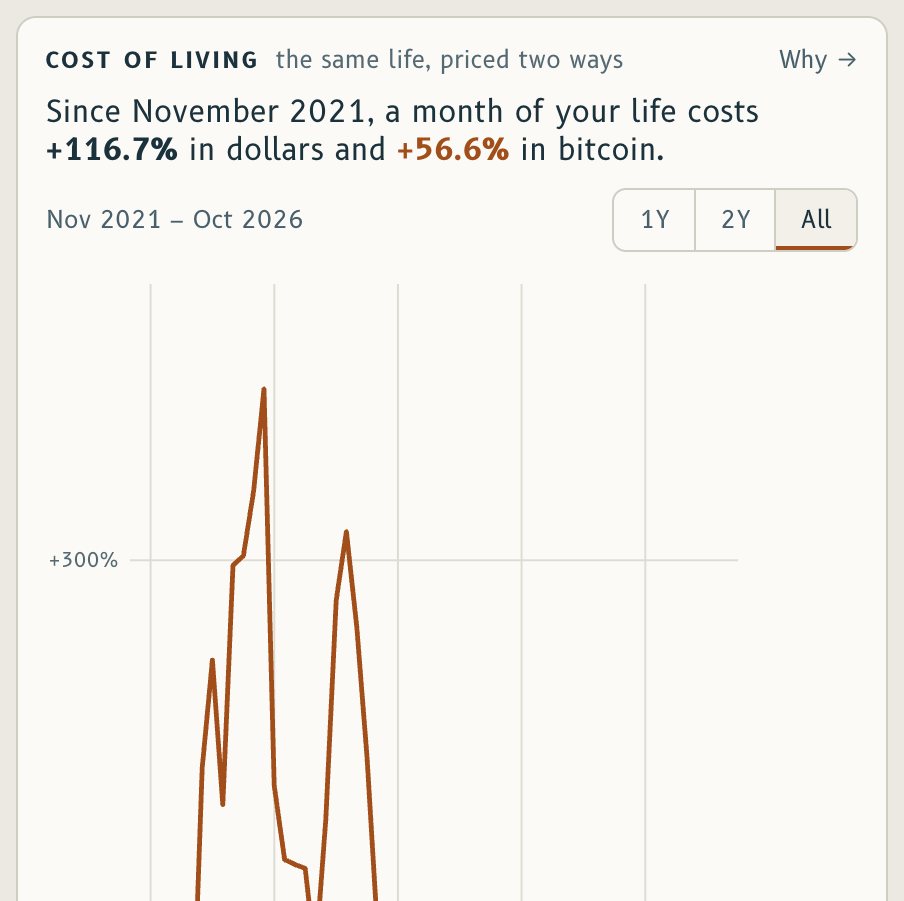 COST OF LIVING the same life, priced two ways Why →
Since November 2021, a month of your life costs
+116.7% in dollars and +56.6% in bitcoin.
Nov 2021 – Oct 2026 1Y 2Y All
+300%